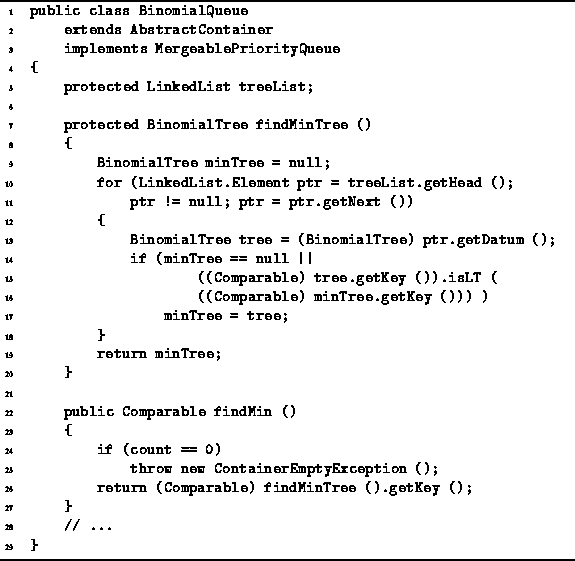 1 public class BinomialQueue
2 extends AbstractContainer
3 implements MergeablePriorityQueue
4 {
5 protected LinkedList treeList;
6
7 protected BinomialTree findMinTree ()
8 {
9 BinomialTree minTree = null;
10 for (LinkedList.Element ptr = treeList.getHead ();
11 ptr != null; ptr = ptr.getNext ())
12 {
13 BinomialTree tree = (BinomialTree) ptr.getDatum ();
14 if (minTree == null ||
15 ((Comparable) tree.getKey ()).isLT (
16 ((Comparable) minTree.getKey ())) )
17 minTree = tree;
18 }
19 return minTree;
20 }
21
22 public Comparable findMin ()
23 {
24 if (count == 0)
25 throw new ContainerEmptyException ();
26 return (Comparable) findMinTree ().getKey ();
27 }
28 // ...
29 }